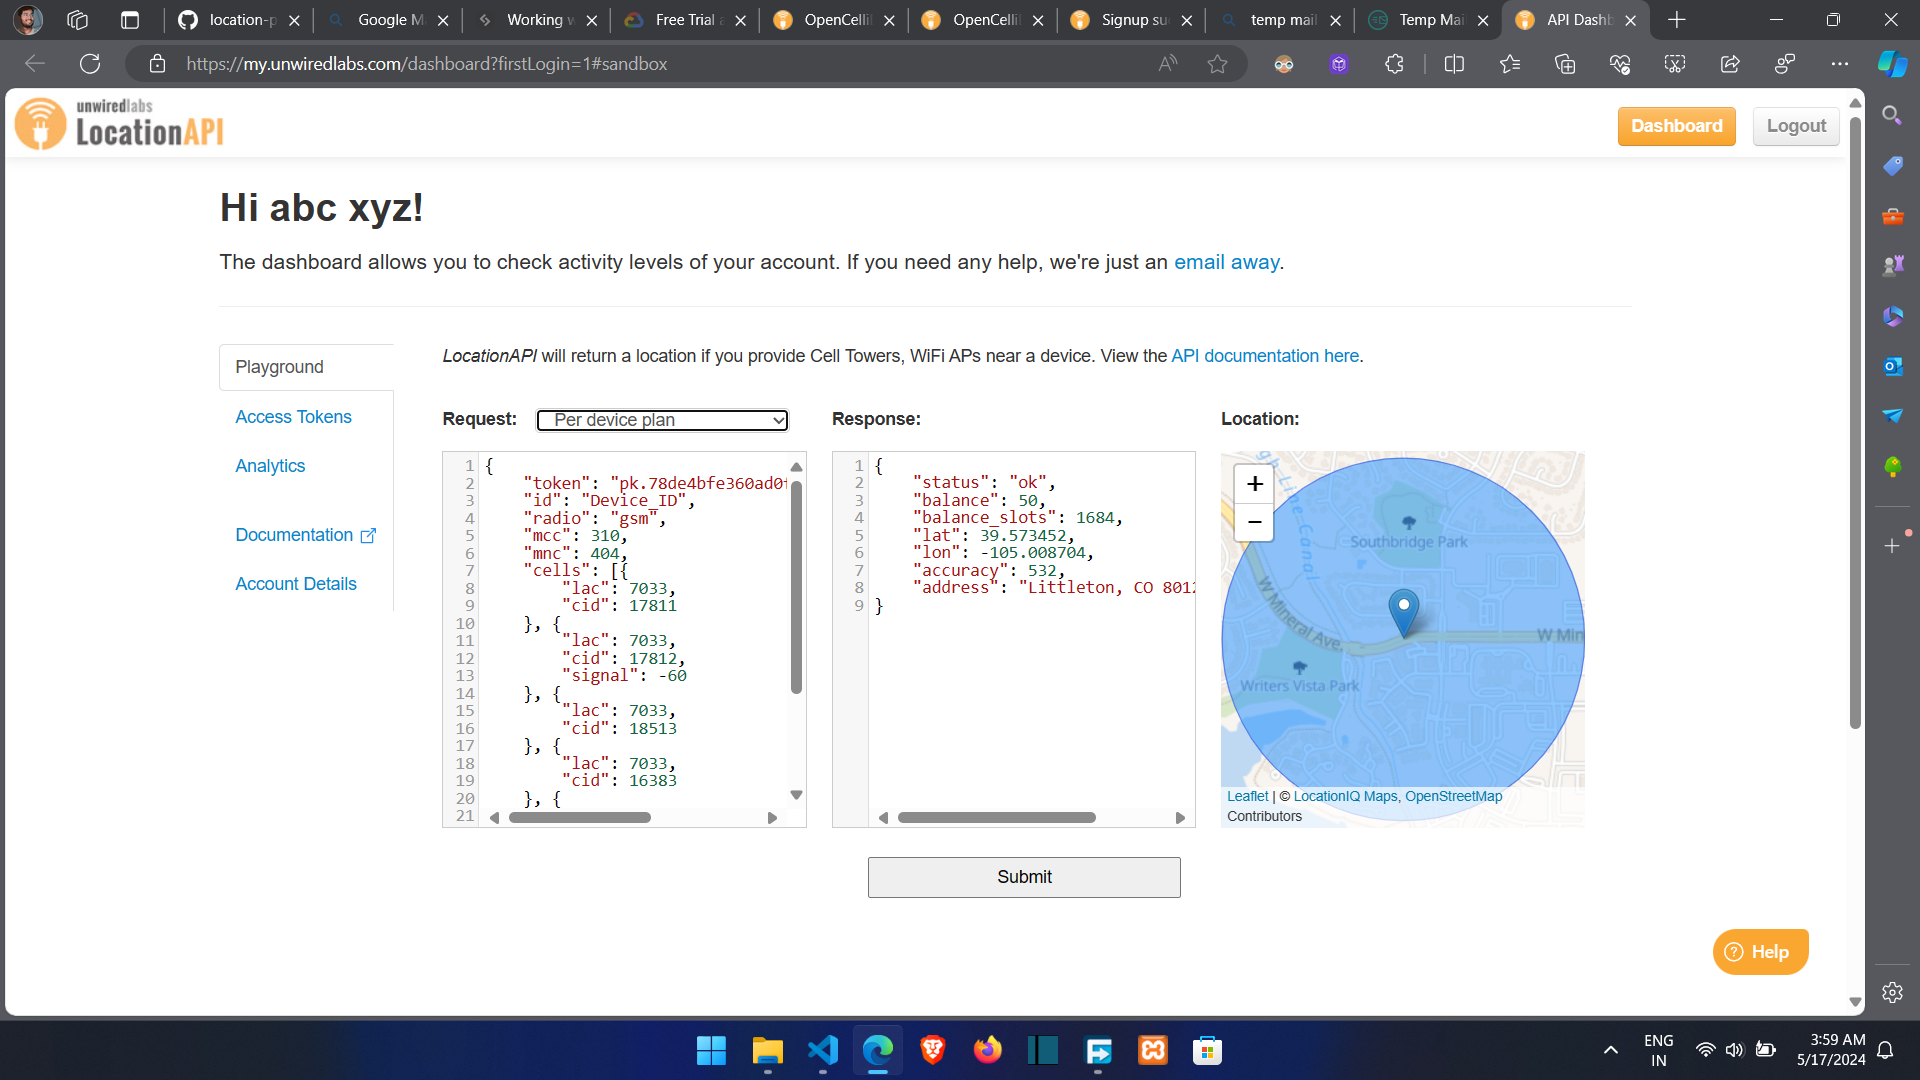 location-p
Google M
Working w
Free Trial a
OpenCelliI
OpenCelliI
Signup suc
temp mail
Temp Mai
API Dashb
https://my.unwiredlabs.com/dashboard?firstLogin=1#sandbox
unwiredlabs
LocationAPI
Dashboard
Logout
Hi abc xyz!
The dashboard allows you to check activity levels of your account. If you need any help, we're just an email away.
Playground
Access Tokens
Analytics
Documentation
Account Details
LocationAPI will return a location if you provide Cell Towers, WiFi APs near a device. View the API documentation here.
Request:
Per device plan
1 {
2 "token": "pk.78de4bfe360ad0f
3 "id": "Device_ID",
4 "radio": "gsm",
5 "mcc": 310,
6 "mnc": 404,
7 "cells": [{
8 "lac": 7033,
9 "cid": 17811
10 }, {
11 "lac": 7033,
12 "cid": 17812,
13 "signal": -60
14 }, {
15 "lac": 7033,
16 "cid": 18513
17 }, {
18 "lac": 7033,
19 "cid": 16383
20 }, {
21
Response:
1 {
2 "status": "ok",
3 "balance": 50,
4 "balance_slots": 1684,
5 "lat": 39.573452,
6 "lon": -105.008704,
7 "accuracy": 532,
8 "address": "Littleton, CO 8012
9 }
Location:
+
−
High-Line Canal
Southbridge Park
W Mineral Ave
W Min
Writers Vista Park
Leaflet | © LocationIQ Maps, OpenStreetMap
Contributors
Submit
Help
ENG
IN
3:59 AM
5/17/2024